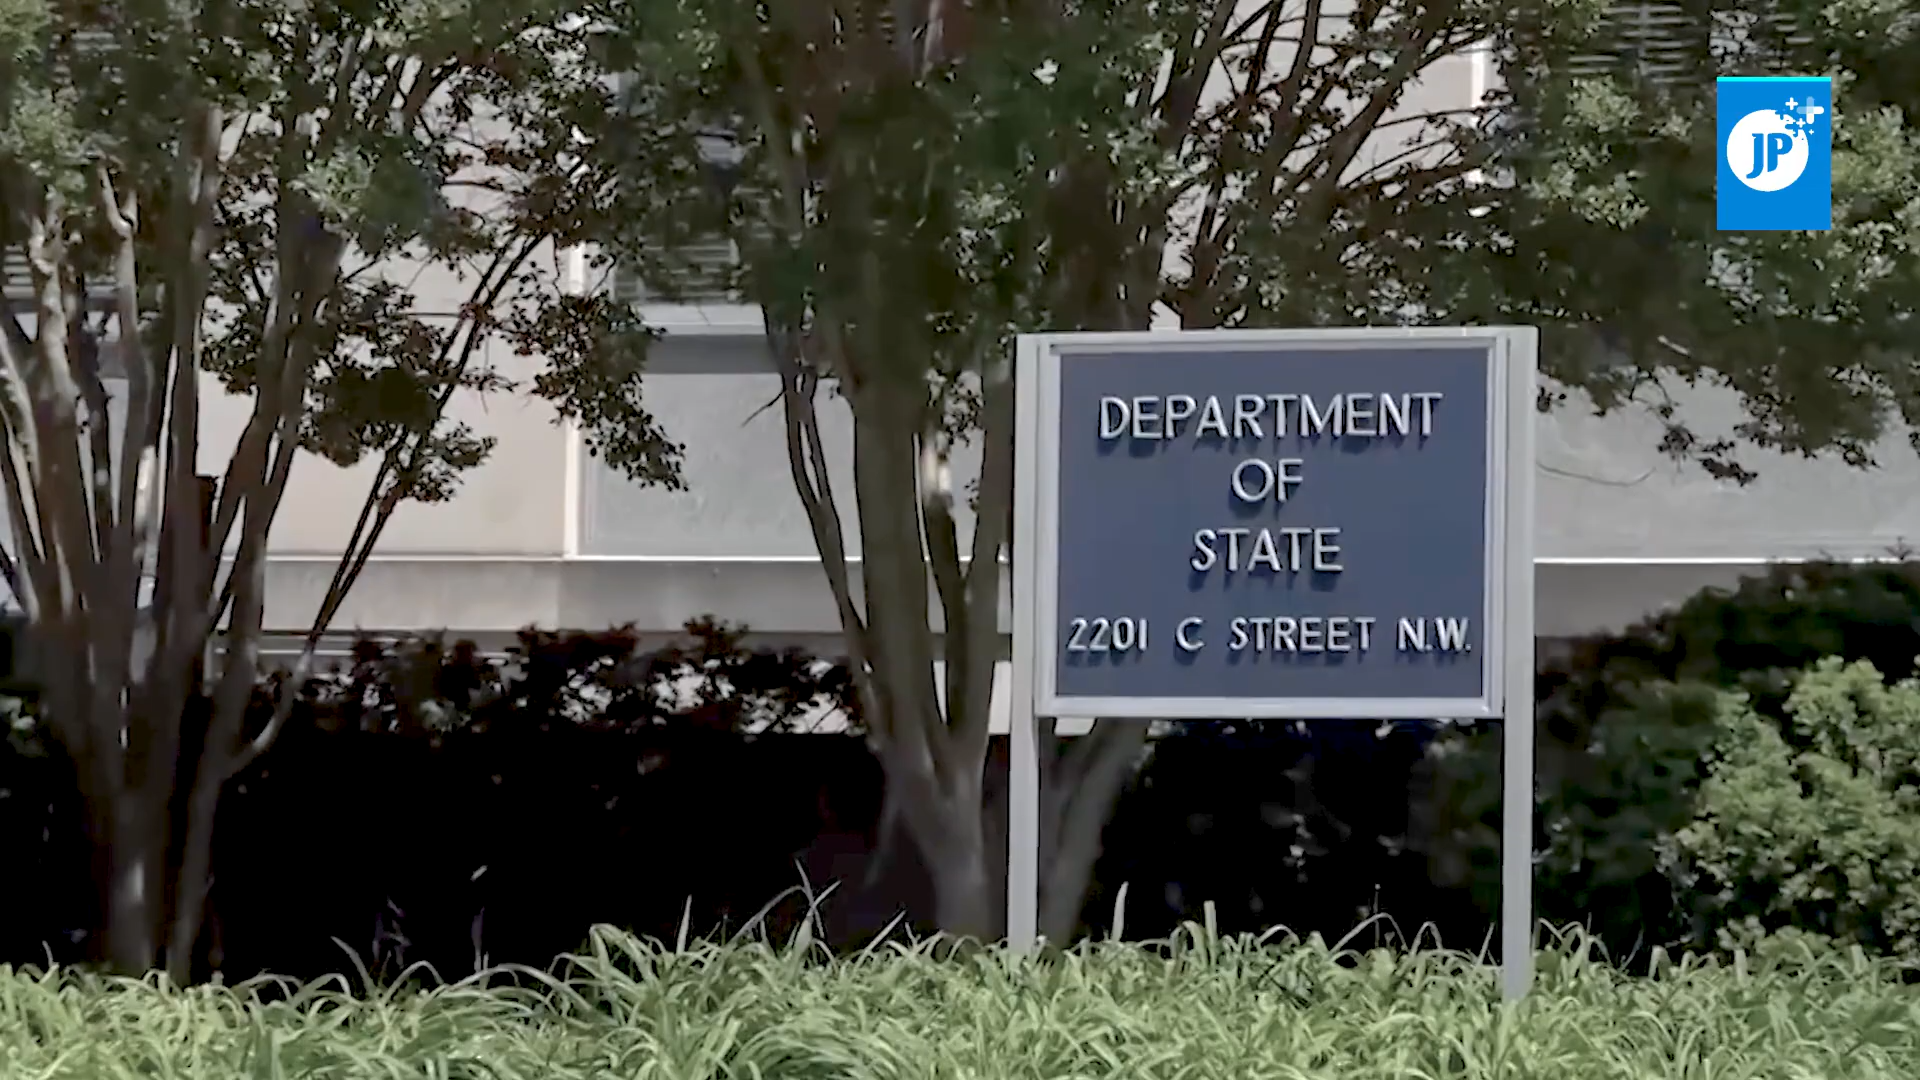 JP
DEPARTMENT
OF
STATE
2201 C STREET N.W.